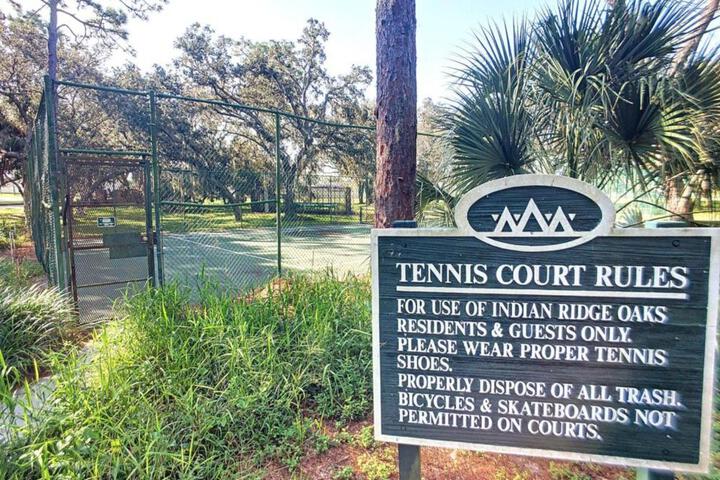 TENNIS COURT RULES
FOR USE OF INDIAN RIDGE OAKS
RESIDENTS & GUESTS ONLY.
PLEASE WEAR PROPER TENNIS
SHOES.
PROPERLY DISPOSE OF ALL TRASH.
BICYCLES & SKATEBOARDS NOT
PERMITTED ON COURTS.